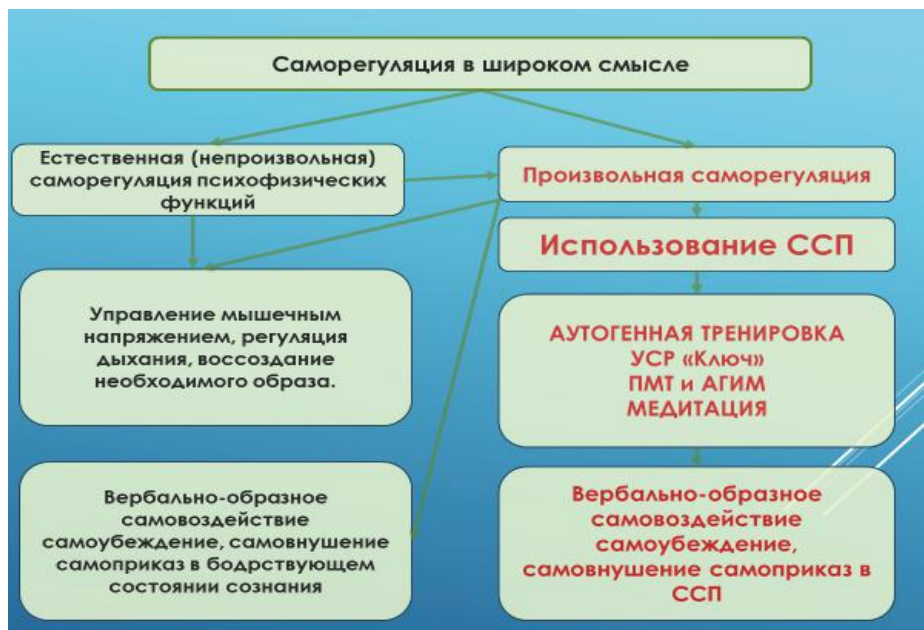 Саморегуляция в широком смысле
Естественная (непроизвольная)
саморегуляция психофизических
функций
Произвольная саморегуляция
Использование ССП
Управление мышечным
напряжением, регуляция
дыхания, воссоздание
необходимого образа.
АУТОГЕННАЯ ТРЕНИРОВКА
УСР «Ключ»
ПМТ и АГИМ
МЕДИТАЦИЯ
Вербально-образное
самовоздействие
самоубеждение, самовнушение
самоприказ в бодрствующем
состоянии сознания
Вербально-образное
самовоздействие
самоубеждение,
самовнушение самоприказ в
ССП